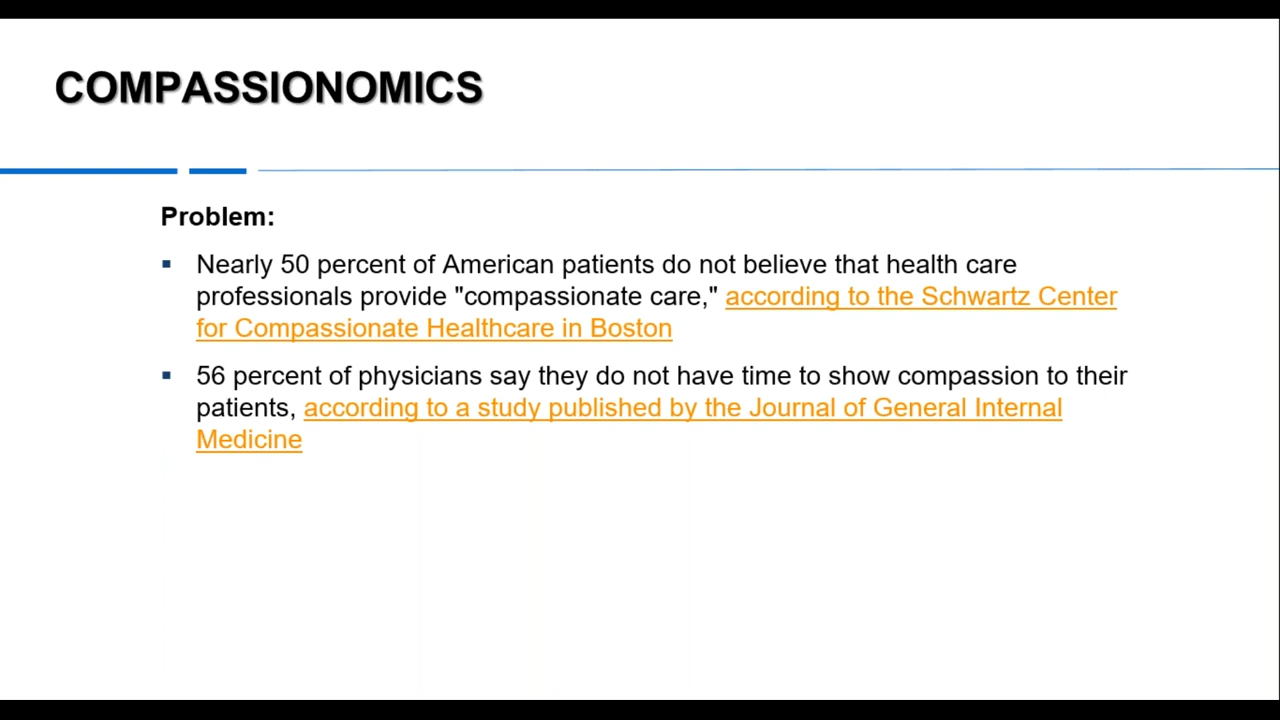 COMPASSIONOMICS
Problem:
▪ Nearly 50 percent of American patients do not believe that health care
professionals provide "compassionate care," according to the Schwartz Center
for Compassionate Healthcare in Boston
▪ 56 percent of physicians say they do not have time to show compassion to their
patients, according to a study published by the Journal of General Internal
Medicine